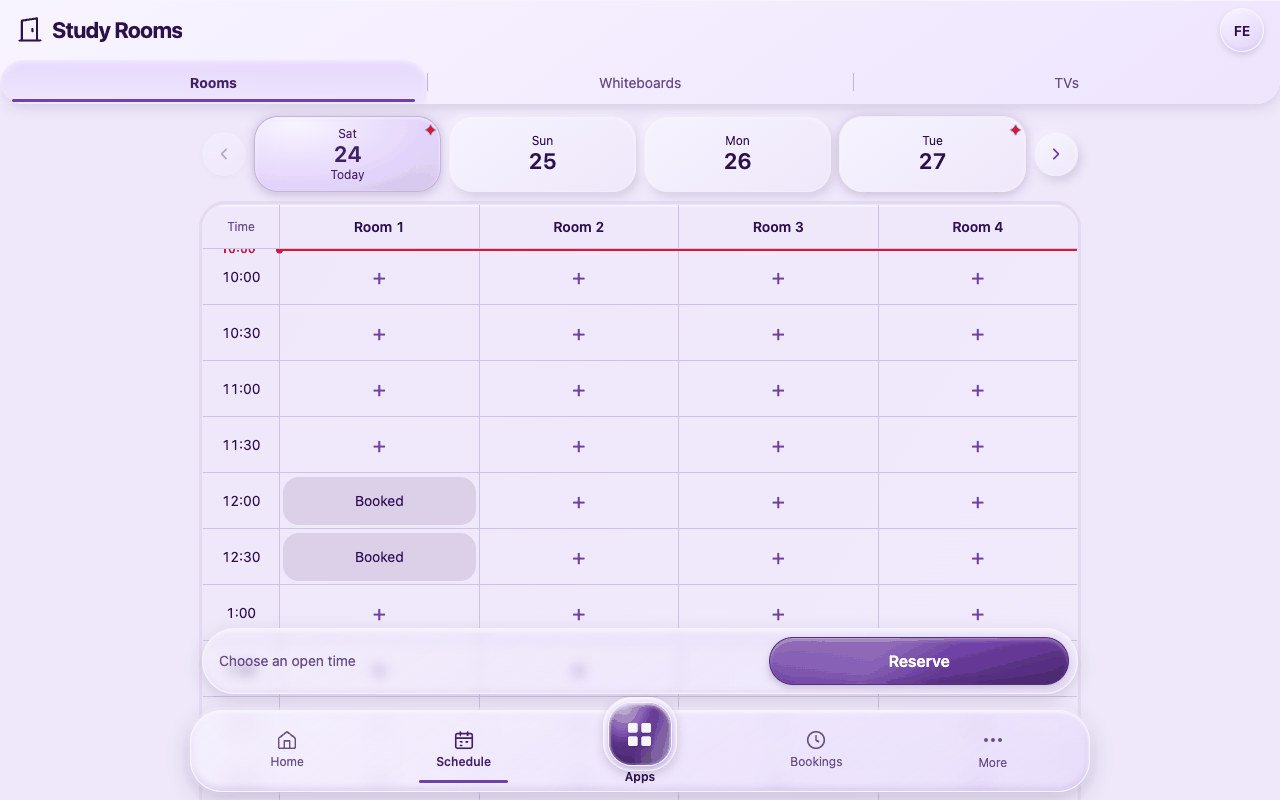 Study Rooms
FE
Rooms
Whiteboards
TVs
Sat
24
Today
Sun
25
Mon
26
Tue
27
Time
Room 1
Room 2
Room 3
Room 4
10:00
10:30
11:00
11:30
12:00
Booked
12:30
Booked
1:00
Choose an open time
Reserve
Home
Schedule
Apps
Bookings
More